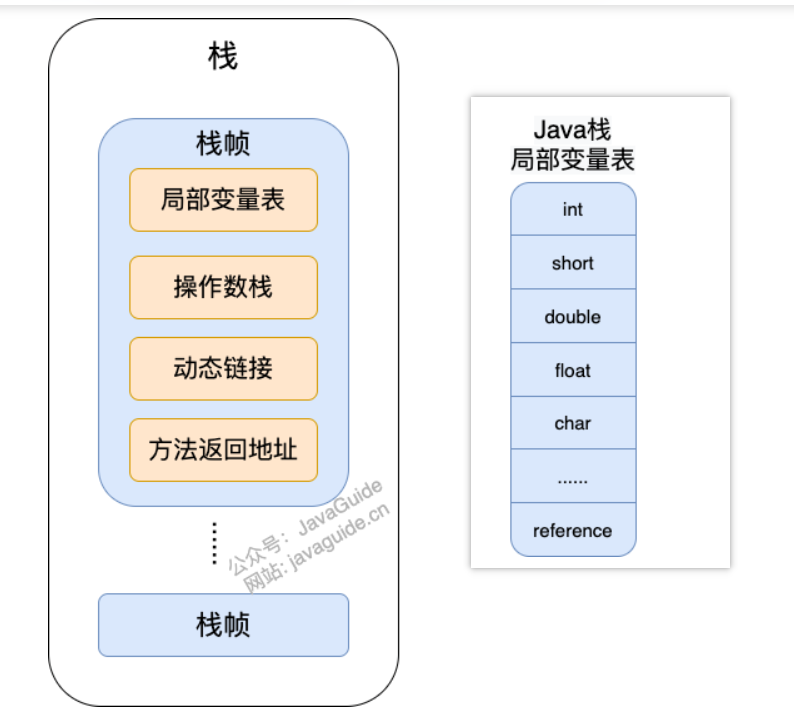 栈
栈帧
局部变量表
操作数栈
动态链接
方法返回地址
......
公众号：JavaGuide
网站: javaguide.cn
栈帧
Java栈
局部变量表
int
short
double
float
char
......
reference